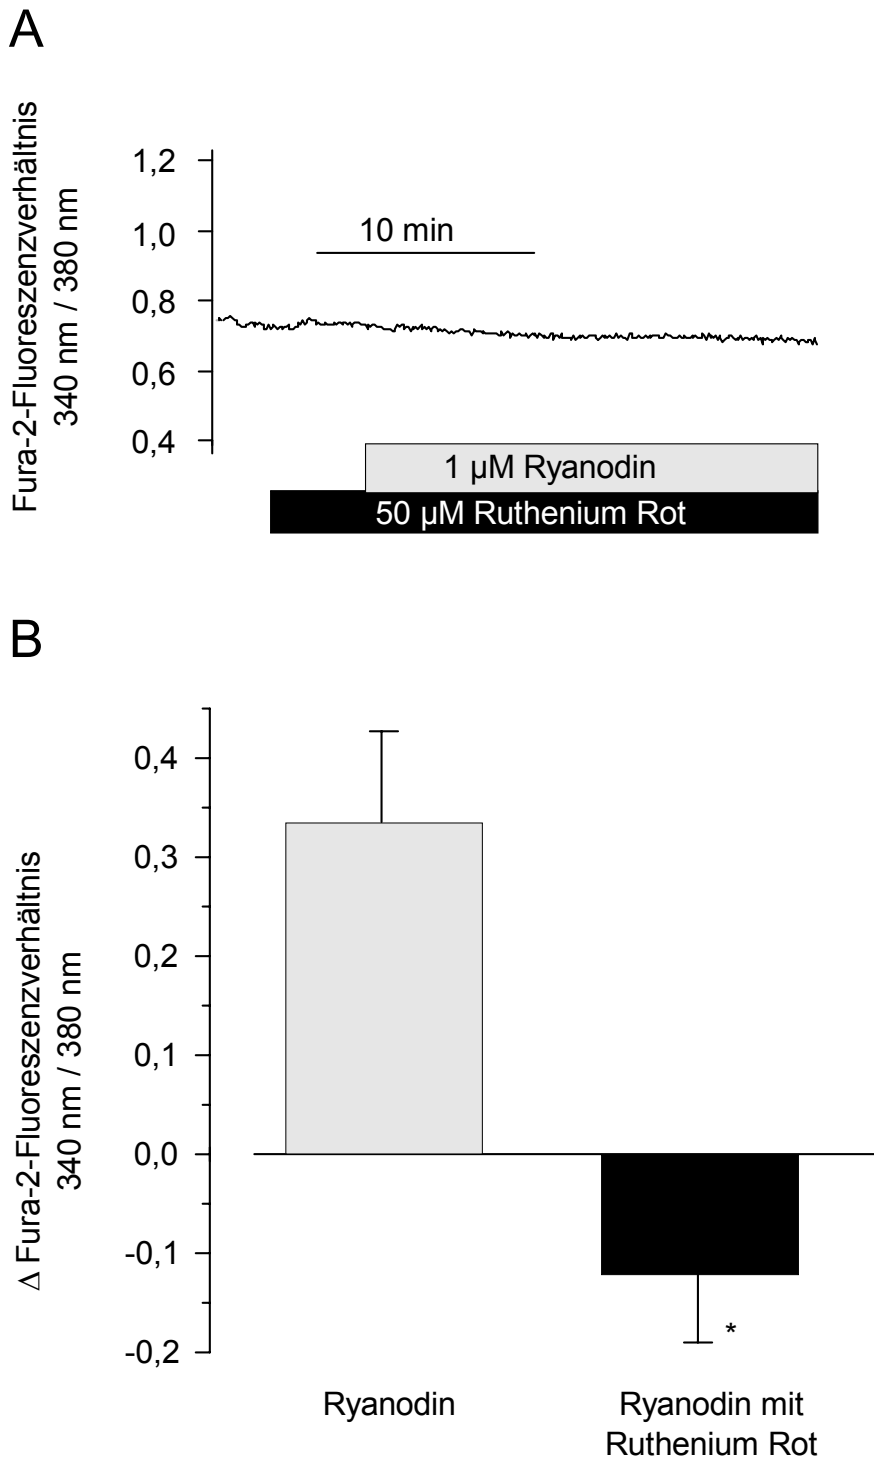 A
Fura-2-Fluoreszenzverhältnis
340 nm / 380 nm
1,2
1,0
0,8
0,6
0,4
10 min
1 µM Ryanodin
50 µM Ruthenium Rot
B
Δ Fura-2-Fluoreszenzverhältnis
340 nm / 380 nm
0,4
0,3
0,2
0,1
0,0
-0,1
-0,2
*
Ryanodin
Ryanodin mit
Ruthenium Rot